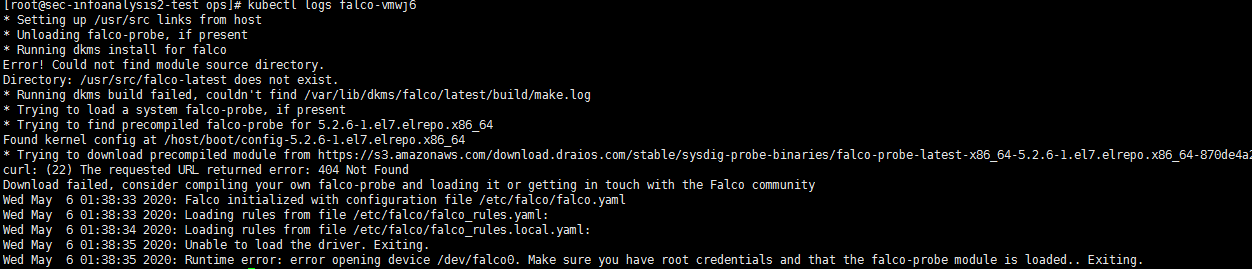 [root@sec-infoanalysis2-test ops]# kubectl logs falco-vmwj6
* Setting up /usr/src links from host
* Unloading falco-probe, if present
* Running dkms install for falco
Error! Could not find module source directory.
Directory: /usr/src/falco-latest does not exist.
* Running dkms build failed, couldn't find /var/lib/dkms/falco/latest/build/make.log
* Trying to load a system falco-probe, if present
* Trying to find precompiled falco-probe for 5.2.6-1.el7.elrepo.x86_64
Found kernel config at /host/boot/config-5.2.6-1.el7.elrepo.x86_64
* Trying to download precompiled module from https://s3.amazonaws.com/download.draios.com/stable/sysdig-probe-binaries/falco-probe-latest-x86_64-5.2.6-1.el7.elrepo.x86_64-870de4a2
curl: (22) The requested URL returned error: 404 Not Found
Download failed, consider compiling your own falco-probe and loading it or getting in touch with the Falco community
Wed May  6 01:38:33 2020: Falco initialized with configuration file /etc/falco/falco.yaml
Wed May  6 01:38:33 2020: Loading rules from file /etc/falco/falco_rules.yaml:
Wed May  6 01:38:34 2020: Loading rules from file /etc/falco/falco_rules.local.yaml:
Wed May  6 01:38:35 2020: Unable to load the driver. Exiting.
Wed May  6 01:38:35 2020: Runtime error: error opening device /dev/falco0. Make sure you have root credentials and that the falco-probe module is loaded.. Exiting.